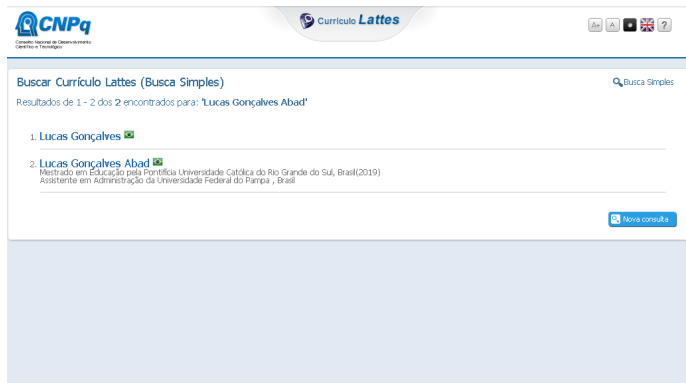 CNPq
Conselho Nacional de Desenvolvimento
Científico e Tecnológico
Currículo Lattes
A+ A ?
Buscar Currículo Lattes (Busca Simples)
Busca Simples
Resultados de 1 - 2 dos 2 encontrados para: 'Lucas Gonçalves Abad'
1. Lucas Gonçalves
2. Lucas Gonçalves Abad
Mestrado em Educação pela Pontifícia Universidade Católica do Rio Grande do Sul, Brasil(2019)
Assistente em Administração da Universidade Federal do Pampa , Brasil
Nova consulta